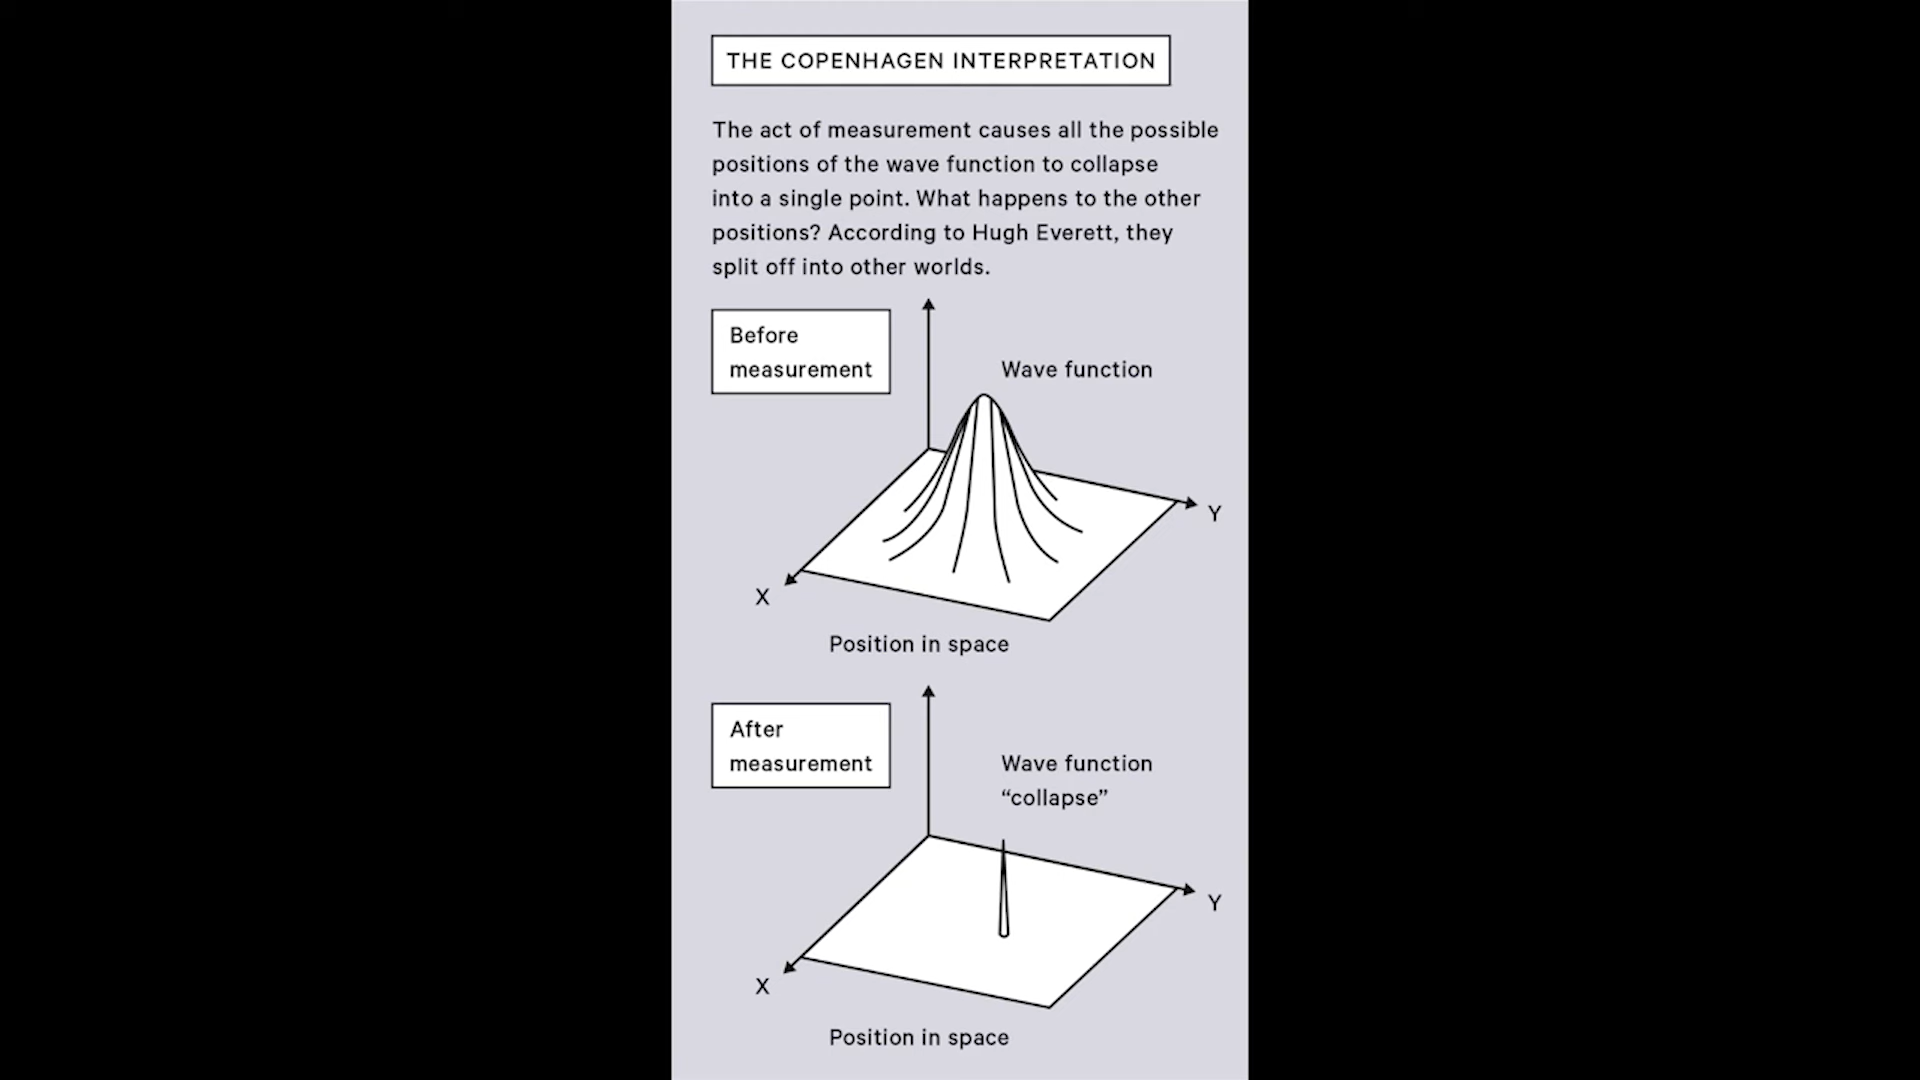 THE COPENHAGEN INTERPRETATION
The act of measurement causes all the possible
positions of the wave function to collapse
into a single point. What happens to the other
positions? According to Hugh Everett, they
split off into other worlds.
Before
measurement
Wave function
Y
X
Position in space
After
measurement
Wave function
“collapse”
Y
X
Position in space